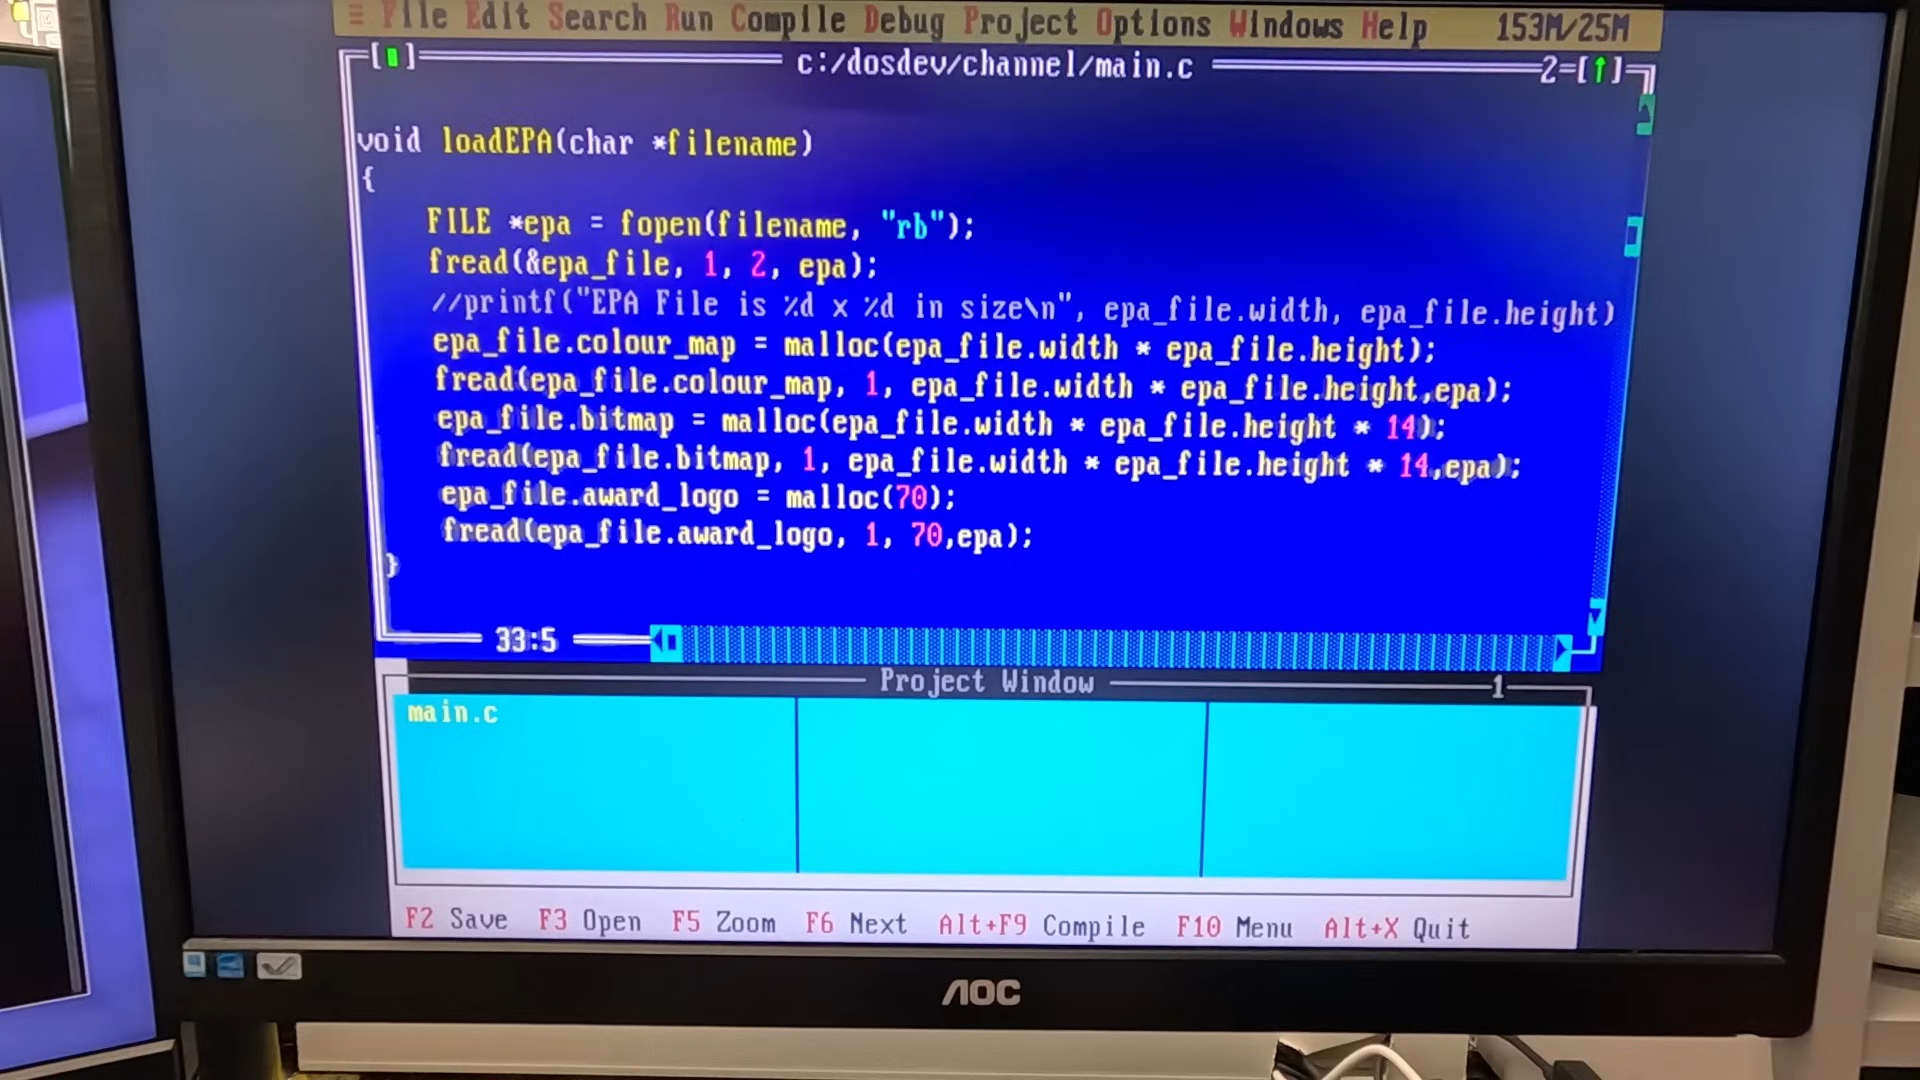 ≡ File Edit Search Run Compile Debug Project Options Windows Help 153M/25M
c:/dosdev/channel/main.c 2=[↑]
void loadEPA(char *filename)
{
FILE *epa = fopen(filename, "rb");
fread(&epa_file, 1, 2, epa);
//printf("EPA File is %d x %d in size\n", epa_file.width, epa_file.height)
epa_file.colour_map = malloc(epa_file.width * epa_file.height);
fread(epa_file.colour_map, 1, epa_file.width * epa_file.height,epa);
epa_file.bitmap = malloc(epa_file.width * epa_file.height * 14);
fread(epa_file.bitmap, 1, epa_file.width * epa_file.height * 14,epa);
epa_file.award_logo = malloc(70);
fread(epa_file.award_logo, 1, 70,epa);
}
33:5
Project Window 1
main.c
F2 Save F3 Open F5 Zoom F6 Next Alt+F9 Compile F10 Menu Alt+X Quit
AOC